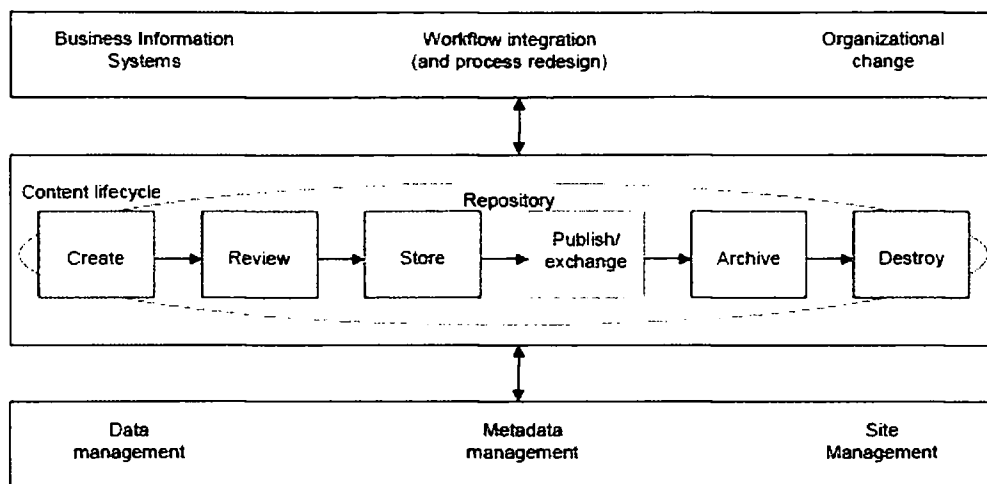 Business Information
Systems
Workflow integration
(and process redesign)
Organizational
change
Content lifecycle
Repository
Create
Review
Store
Publish/
exchange
Archive
Destroy
Data
management
Metadata
management
Site
Management